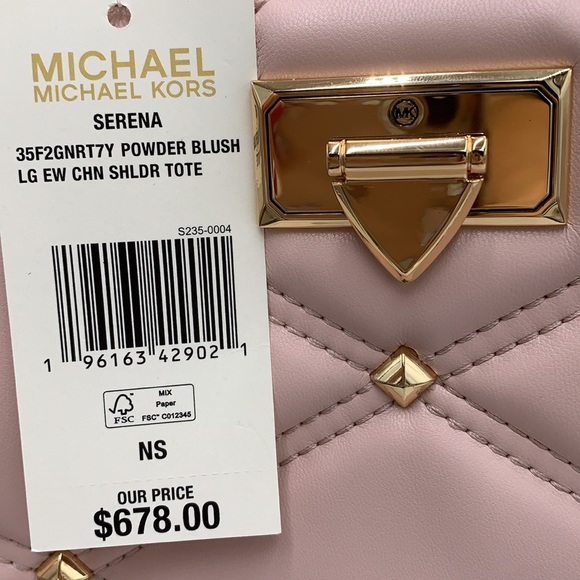 MICHAEL
MICHAEL KORS
SERENA
35F2GNRT7Y POWDER BLUSH
LG EW CHN SHLDR TOTE
S235-0004
1 96163 42902 1
FSC
MIX
Paper
FSC™ C012345
NS
OUR PRICE
$678.00
MK